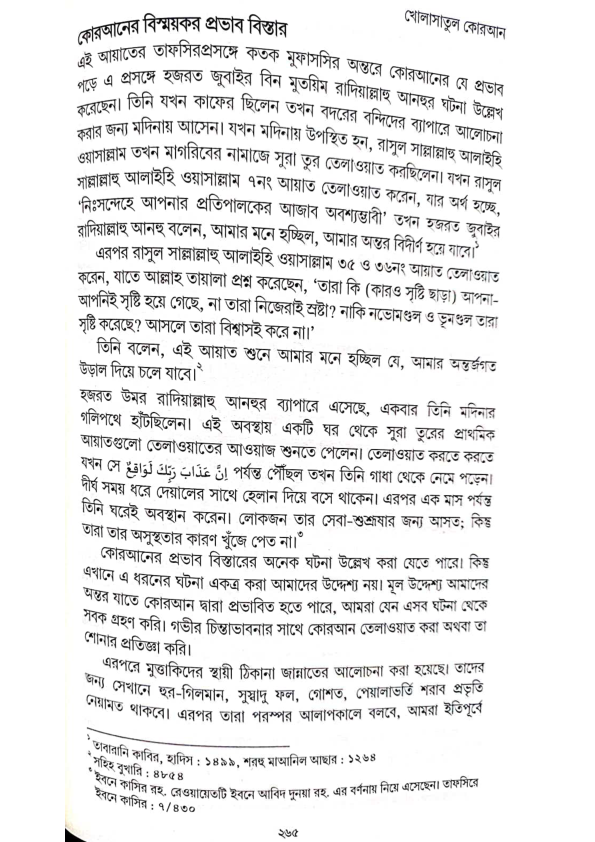 খোলাসাতুল কোরআন
কোরআনের বিস্ময়কর প্রভাব বিস্তার
এই আয়াতের তাফসিরপ্রসঙ্গে কতক মুফাসসির অন্তরে কোরআনের যে প্রভাব
পড়ে এ প্রসঙ্গে হজরত জুবাইর বিন মুতয়িম রাদিয়াল্লাহু আনহুর ঘটনা উল্লেখ
করেছেন। তিনি যখন কাফের ছিলেন তখন বদরের বন্দিদের ব্যাপারে আলোচনা
করার জন্য মদিনায় আসেন। যখন মদিনায় উপস্থিত হন, রাসুল সাল্লাল্লাহু আলাইহি
ওয়াসাল্লাম তখন মাগরিবের নামাজে সুরা তুর তেলাওয়াত করছিলেন। যখন রাসুল
সাল্লাল্লাহু আলাইহি ওয়াসাল্লাম ৭নং আয়াত তেলাওয়াত করেন, যার অর্থ হচ্ছে,
‘নিঃসন্দেহে আপনার প্রতিপালকের আজাব অবশ্যম্ভাবী’ তখন হজরত জুবাইর
রাদিয়াল্লাহু আনহু বলেন, আমার মনে হচ্ছিল, আমার অন্তর বিদীর্ণ হয়ে যাবে।১
এরপর রাসুল সাল্লাল্লাহু আলাইহি ওয়াসাল্লাম ৩৫ ও ৩৬নং আয়াত তেলাওয়াত
করেন, যাতে আল্লাহ তায়ালা প্রশ্ন করেছেন, ‘তারা কি (কারও সৃষ্টি ছাড়া) আপনা-
আপনিই সৃষ্টি হয়ে গেছে, না তারা নিজেরাই স্রষ্টা? নাকি নভোমণ্ডল ও ভূমণ্ডল তারা
সৃষ্টি করেছে? আসলে তারা বিশ্বাসই করে না।’
তিনি বলেন, এই আয়াত শুনে আমার মনে হচ্ছিল যে, আমার অন্তর্জগত
উড়াল দিয়ে চলে যাবে।২
হজরত উমর রাদিয়াল্লাহু আনহুর ব্যাপারে এসেছে, একবার তিনি মদিনার
গলিপথে হাঁটছিলেন। এই অবস্থায় একটি ঘর থেকে সুরা তুরের প্রাথমিক
আয়াতগুলো তেলাওয়াতের আওয়াজ শুনতে পেলেন। তেলাওয়াত করতে করতে
যখন সে اِنَّ عَذَابَ رَبِّكَ لَوَاقِعٌ পর্যন্ত পৌঁছল তখন তিনি গাধা থেকে নেমে পড়েন।
দীর্ঘ সময় ধরে দেয়ালের সাথে হেলান দিয়ে বসে থাকেন। এরপর এক মাস পর্যন্ত
তিনি ঘরেই অবস্থান করেন। লোকজন তার সেবা-শুশ্রূষার জন্য আসত; কিন্তু
তারা তার অসুস্থতার কারণ খুঁজে পেত না।৩
কোরআনের প্রভাব বিস্তারের অনেক ঘটনা উল্লেখ করা যেতে পারে। কিন্তু
এখানে এ ধরনের ঘটনা একত্র করা আমাদের উদ্দেশ্য নয়। মূল উদ্দেশ্য আমাদের
অন্তর যাতে কোরআন দ্বারা প্রভাবিত হতে পারে, আমরা যেন এসব ঘটনা থেকে
সবক গ্রহণ করি। গভীর চিন্তাভাবনার সাথে কোরআন তেলাওয়াত করা অথবা তা
শোনার প্রতিজ্ঞা করি।
এরপরে মুত্তাকিদের স্থায়ী ঠিকানা জান্নাতের আলোচনা করা হয়েছে। তাদের
জন্য সেখানে হুর-গিলমান, সুস্বাদু ফল, গোশত, পেয়ালাভর্তি শরাব প্রভৃতি
নেয়ামত থাকবে। এরপর তারা পরস্পর আলাপকালে বলবে, আমরা ইতিপূর্বে
১ তাবারানি কাবির, হাদিস : ১৪৯৯, শরহু মাআনিল আছার : ১২৬৪
২ সহিহ বুখারি : ৪৮৫৪
৩ ইবনে কাসির রহ. রেওয়ায়েতটি ইবনে আবিদ দুনয়া রহ. এর বর্ণনায় নিয়ে এসেছেন। তাফসিরে
ইবনে কাসির : ৭/৪৩০
২৬৫